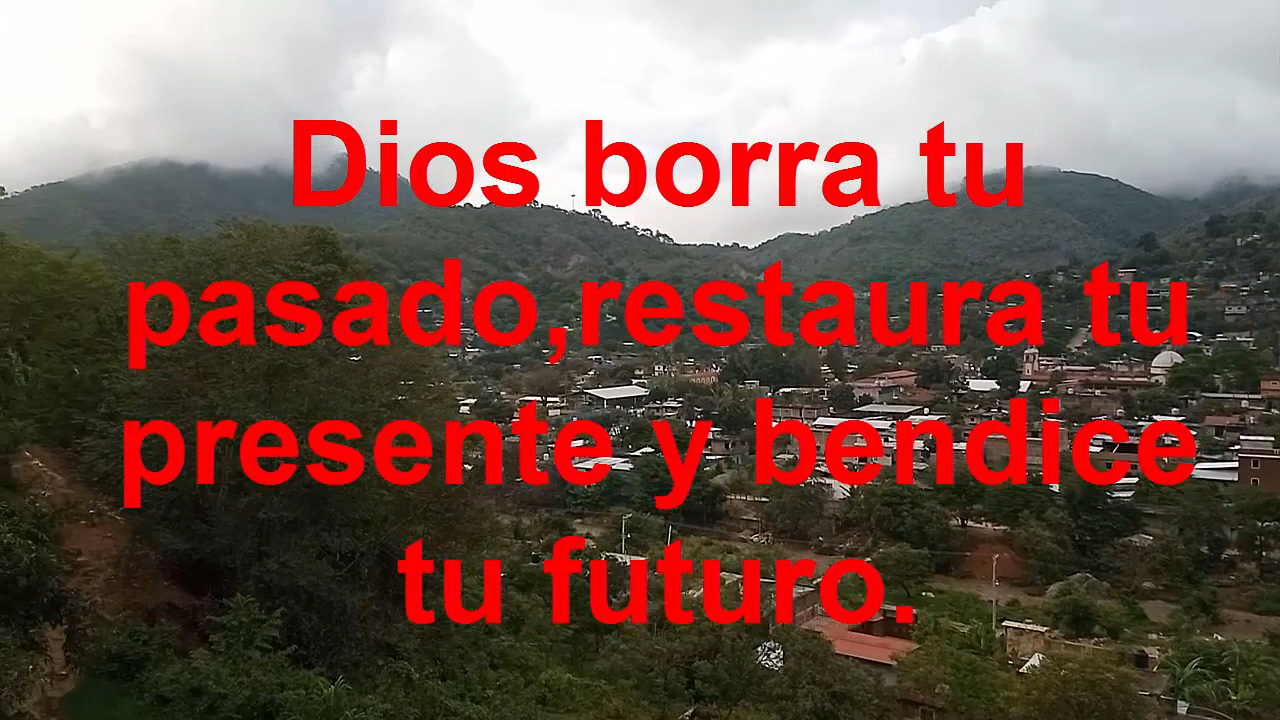 Dios borra tu
pasado,restaura tu
presente y bendice
tu futuro.